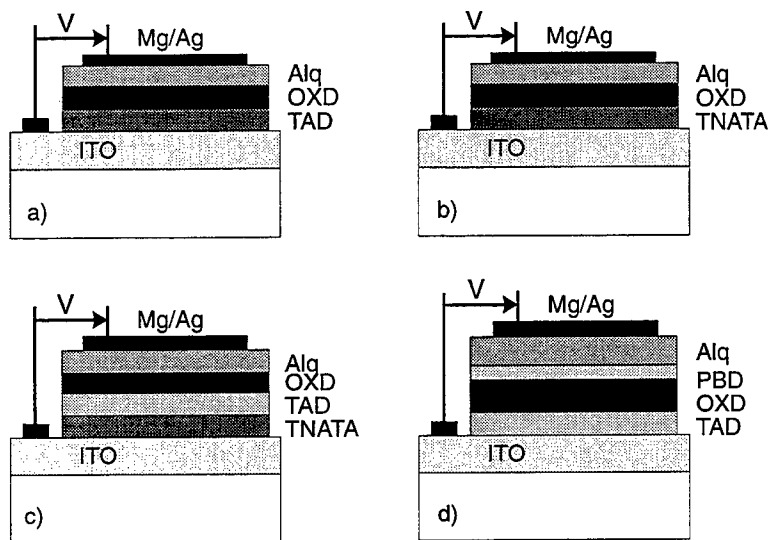 V
Mg/Ag
Alq
OXD
TAD
ITO
a)
V
Mg/Ag
Alq
OXD
TNATA
ITO
b)
V
Mg/Ag
Alq
OXD
TAD
TNATA
ITO
c)
V
Mg/Ag
Alq
PBD
OXD
TAD
ITO
d)